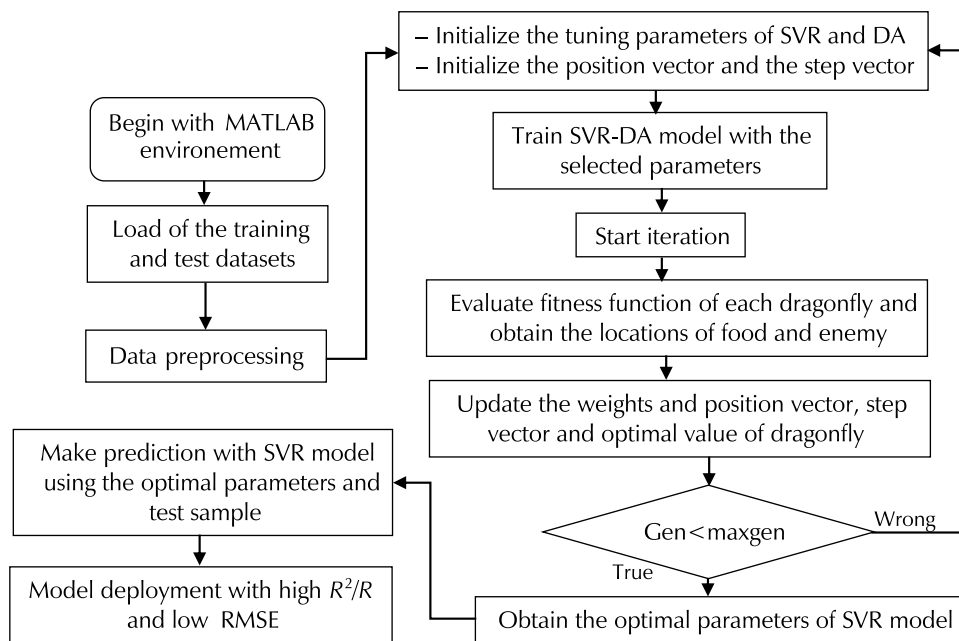 Begin with MATLAB
environement
Load of the training
and test datasets
Data preprocessing
– Initialize the tuning parameters of SVR and DA
– Initialize the position vector and the step vector
Train SVR-DA model with the
selected parameters
Start iteration
Evaluate fitness function of each dragonfly and
obtain the locations of food and enemy
Update the weights and position vector, step
vector and optimal value of dragonfly
Gen<maxgen
Wrong
True
Obtain the optimal parameters of SVR model
Make prediction with SVR model
using the optimal parameters and
test sample
Model deployment with high R²/R
and low RMSE